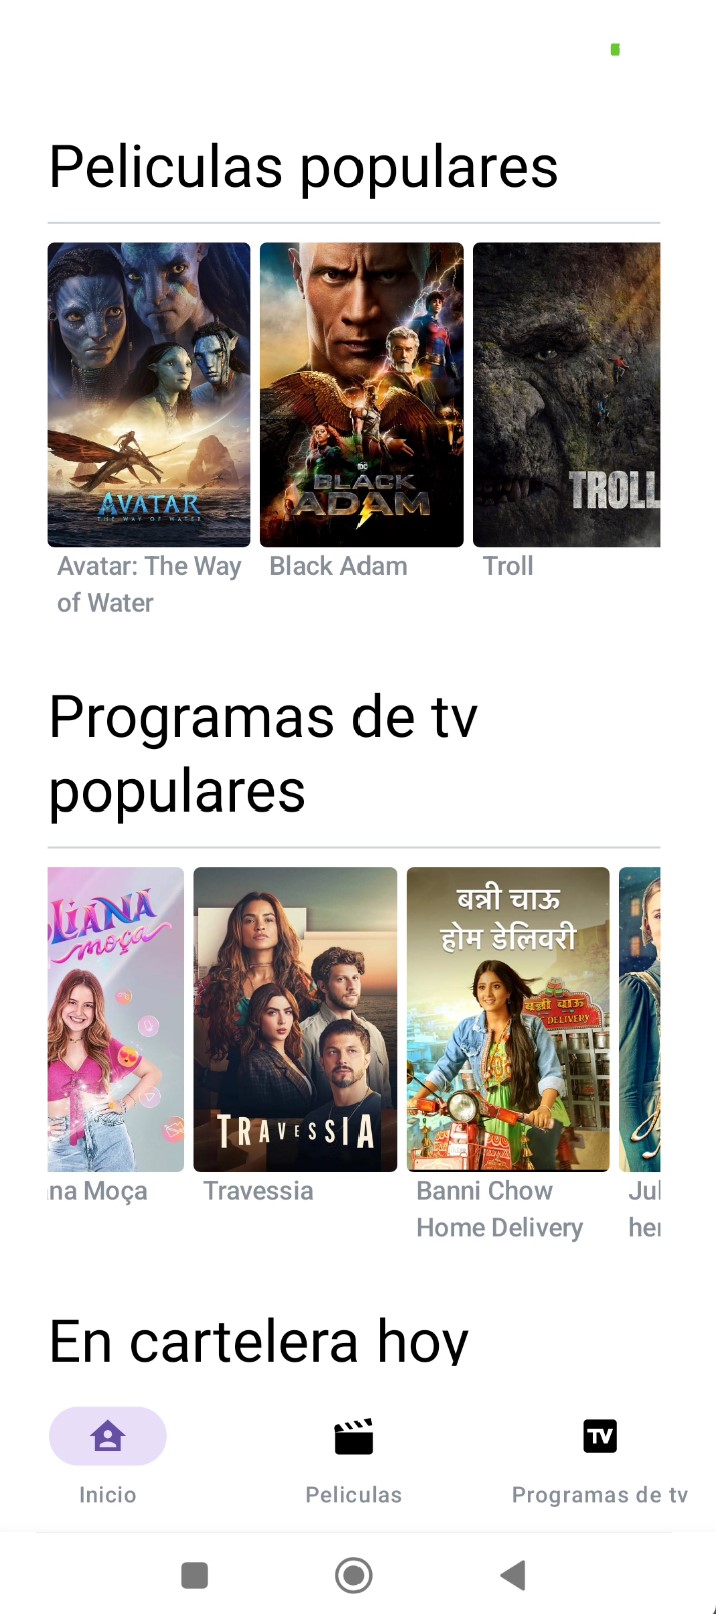 Peliculas populares
AVATAR
THE WAY OF WATER
DC
BLACK
ADAM
TROLL
Avatar: The Way
of Water
Black Adam
Troll
Programas de tv
populares
LIANA
moça
TRAVESSIA
बन्नी चाऊ
होम डेलिवरी
बन्नी चाऊ
DELIVERY
na Moça
Travessia
Banni Chow
Home Delivery
Jul
her
En cartelera hoy
TV
Inicio
Peliculas
Programas de tv